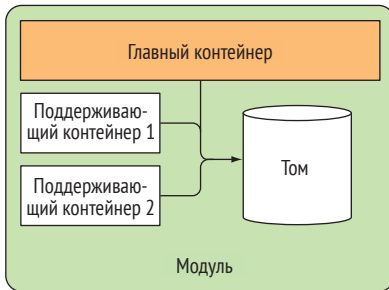 Главный контейнер
Поддерживаю-
щий контейнер 1
Поддерживаю-
щий контейнер 2
Том
Модуль